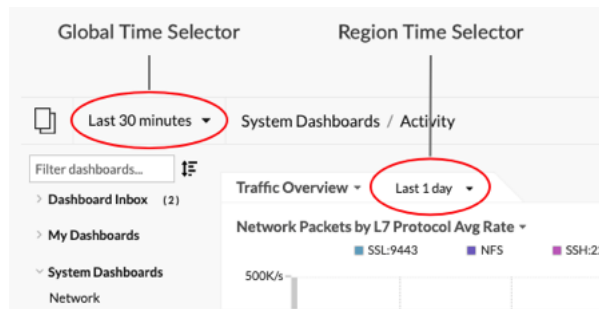 Global Time Selector
Region Time Selector
Last 30 minutes
System Dashboards / Activity
Filter dashboards...
Dashboard Inbox (2)
Traffic Overview
Last 1 day
My Dashboards
Network Packets by L7 Protocol Avg Rate
SSL:9443
NFS
SSH:2
System Dashboards
500K/s
Network